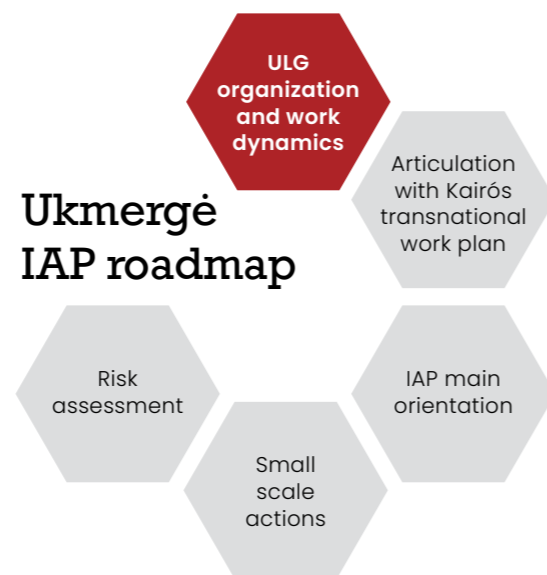 ULG
organization
and work
dynamics
Articulation
with Kairós
transnational
work plan
Ukmergė
IAP roadmap
IAP main
orientation
Small
scale
actions
Risk
assessment